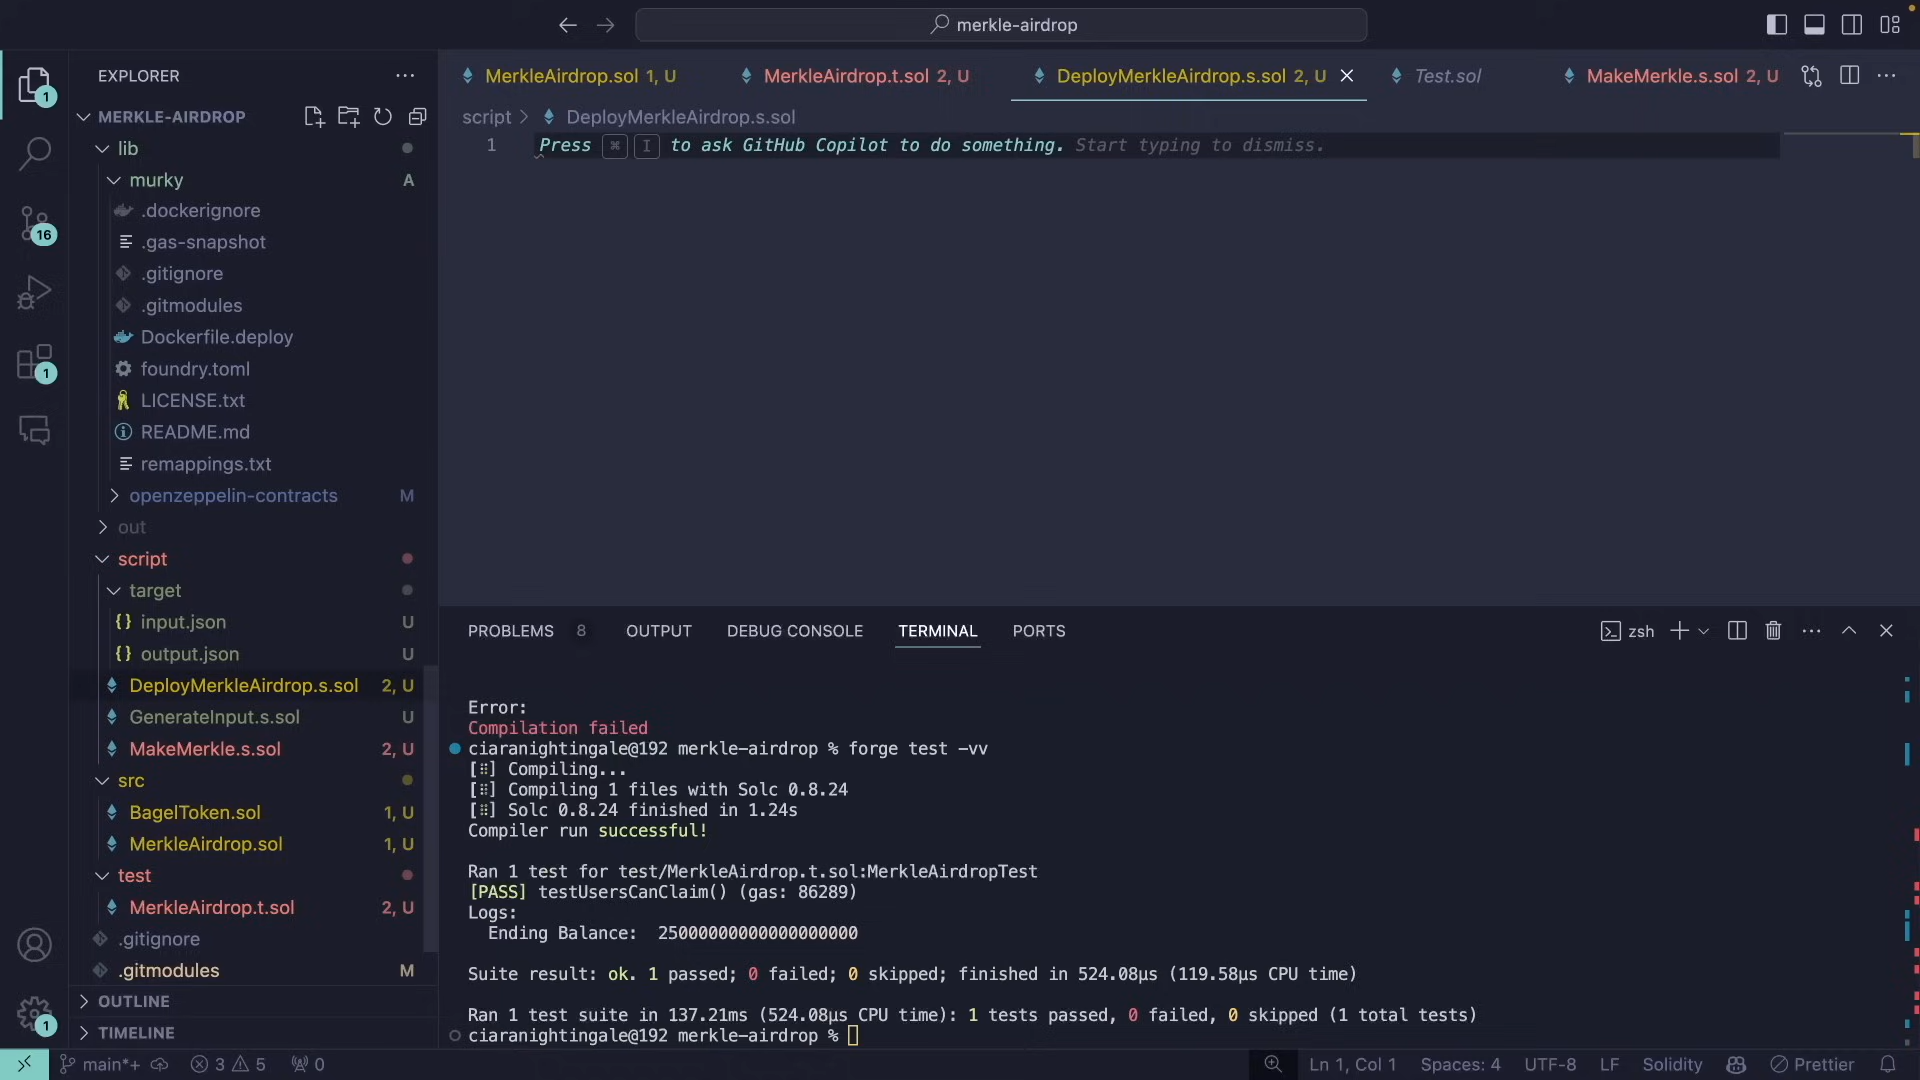 merkle-airdrop
EXPLORER
MERKLE-AIRDROP
lib
murky A
.dockerignore
.gas-snapshot
.gitignore
.gitmodules
Dockerfile.deploy
foundry.toml
LICENSE.txt
README.md
remappings.txt
openzeppelin-contracts M
out
script
target
input.json U
output.json U
DeployMerkleAirdrop.s.sol 2, U
GenerateInput.s.sol U
MakeMerkle.s.sol 2, U
src
BagelToken.sol 1, U
MerkleAirdrop.sol 1, U
test
MerkleAirdrop.t.sol 2, U
.gitignore
.gitmodules M
OUTLINE
TIMELINE
1
16
1
1
MerkleAirdrop.sol 1, U
MerkleAirdrop.t.sol 2, U
DeployMerkleAirdrop.s.sol 2, U
Test.sol
MakeMerkle.s.sol 2, U
script > DeployMerkleAirdrop.s.sol
1 Press ⌘ I to ask GitHub Copilot to do something. Start typing to dismiss.
PROBLEMS 8 OUTPUT DEBUG CONSOLE TERMINAL PORTS
zsh
Error:
Compilation failed
ciaranightingale@192 merkle-airdrop % forge test -vv
[⠿] Compiling...
[⠿] Compiling 1 files with Solc 0.8.24
[⠿] Solc 0.8.24 finished in 1.24s
Compiler run successful!
Ran 1 test for test/MerkleAirdrop.t.sol:MerkleAirdropTest
[PASS] testUsersCanClaim() (gas: 86289)
Logs:
Ending Balance: 25000000000000000000
Suite result: ok. 1 passed; 0 failed; 0 skipped; finished in 524.08µs (119.58µs CPU time)
Ran 1 test suite in 137.21ms (524.08µs CPU time): 1 tests passed, 0 failed, 0 skipped (1 total tests)
ciaranightingale@192 merkle-airdrop %
main*+ 3 5 0
Ln 1, Col 1 Spaces: 4 UTF-8 LF Solidity Prettier